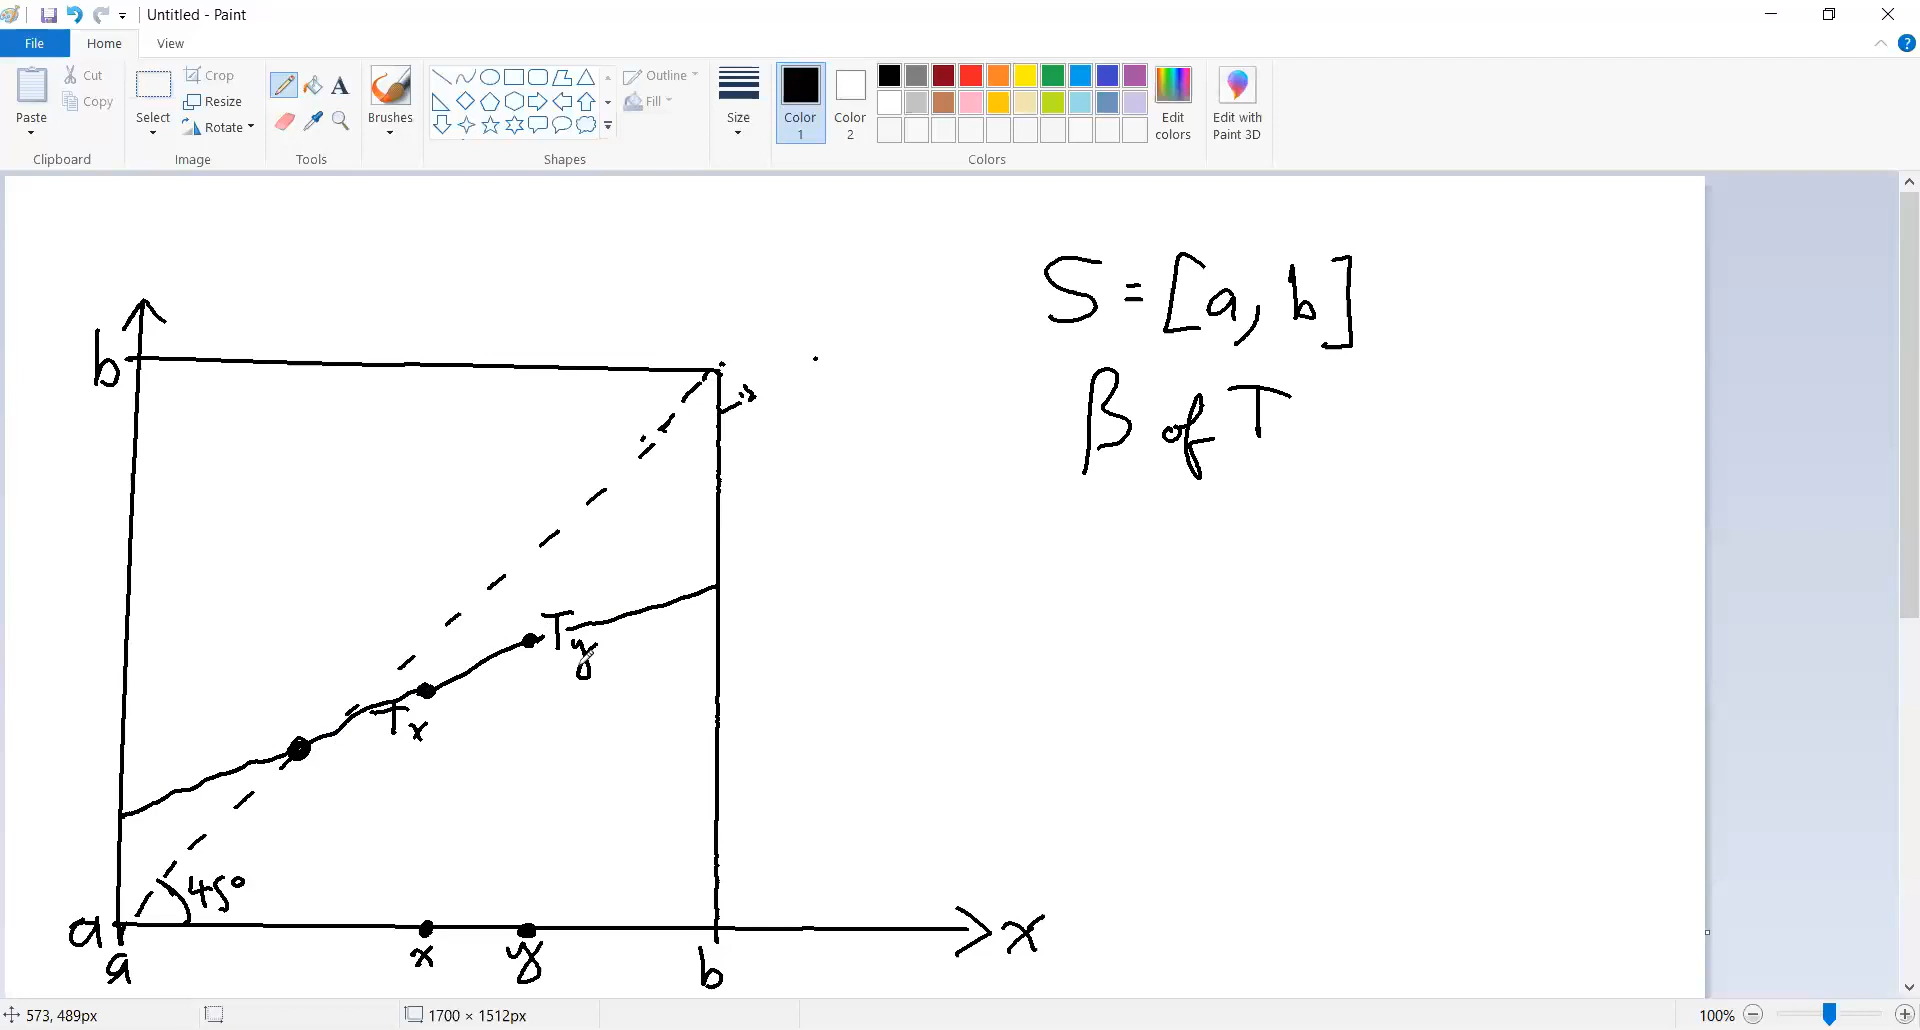 Untitled - Paint
File Home View
Paste
Cut
Copy
Clipboard
Select
Crop
Resize
Rotate
Image
A
Tools
Brushes
Outline
Fill
Shapes
Size
Color 1
Color 2
Edit colors
Colors
Edit with Paint 3D
?
S = [a, b]
β of T
b
Ty
Tx
45°
a
a
x
y
b
x
573, 489px
1700 × 1512px
100%